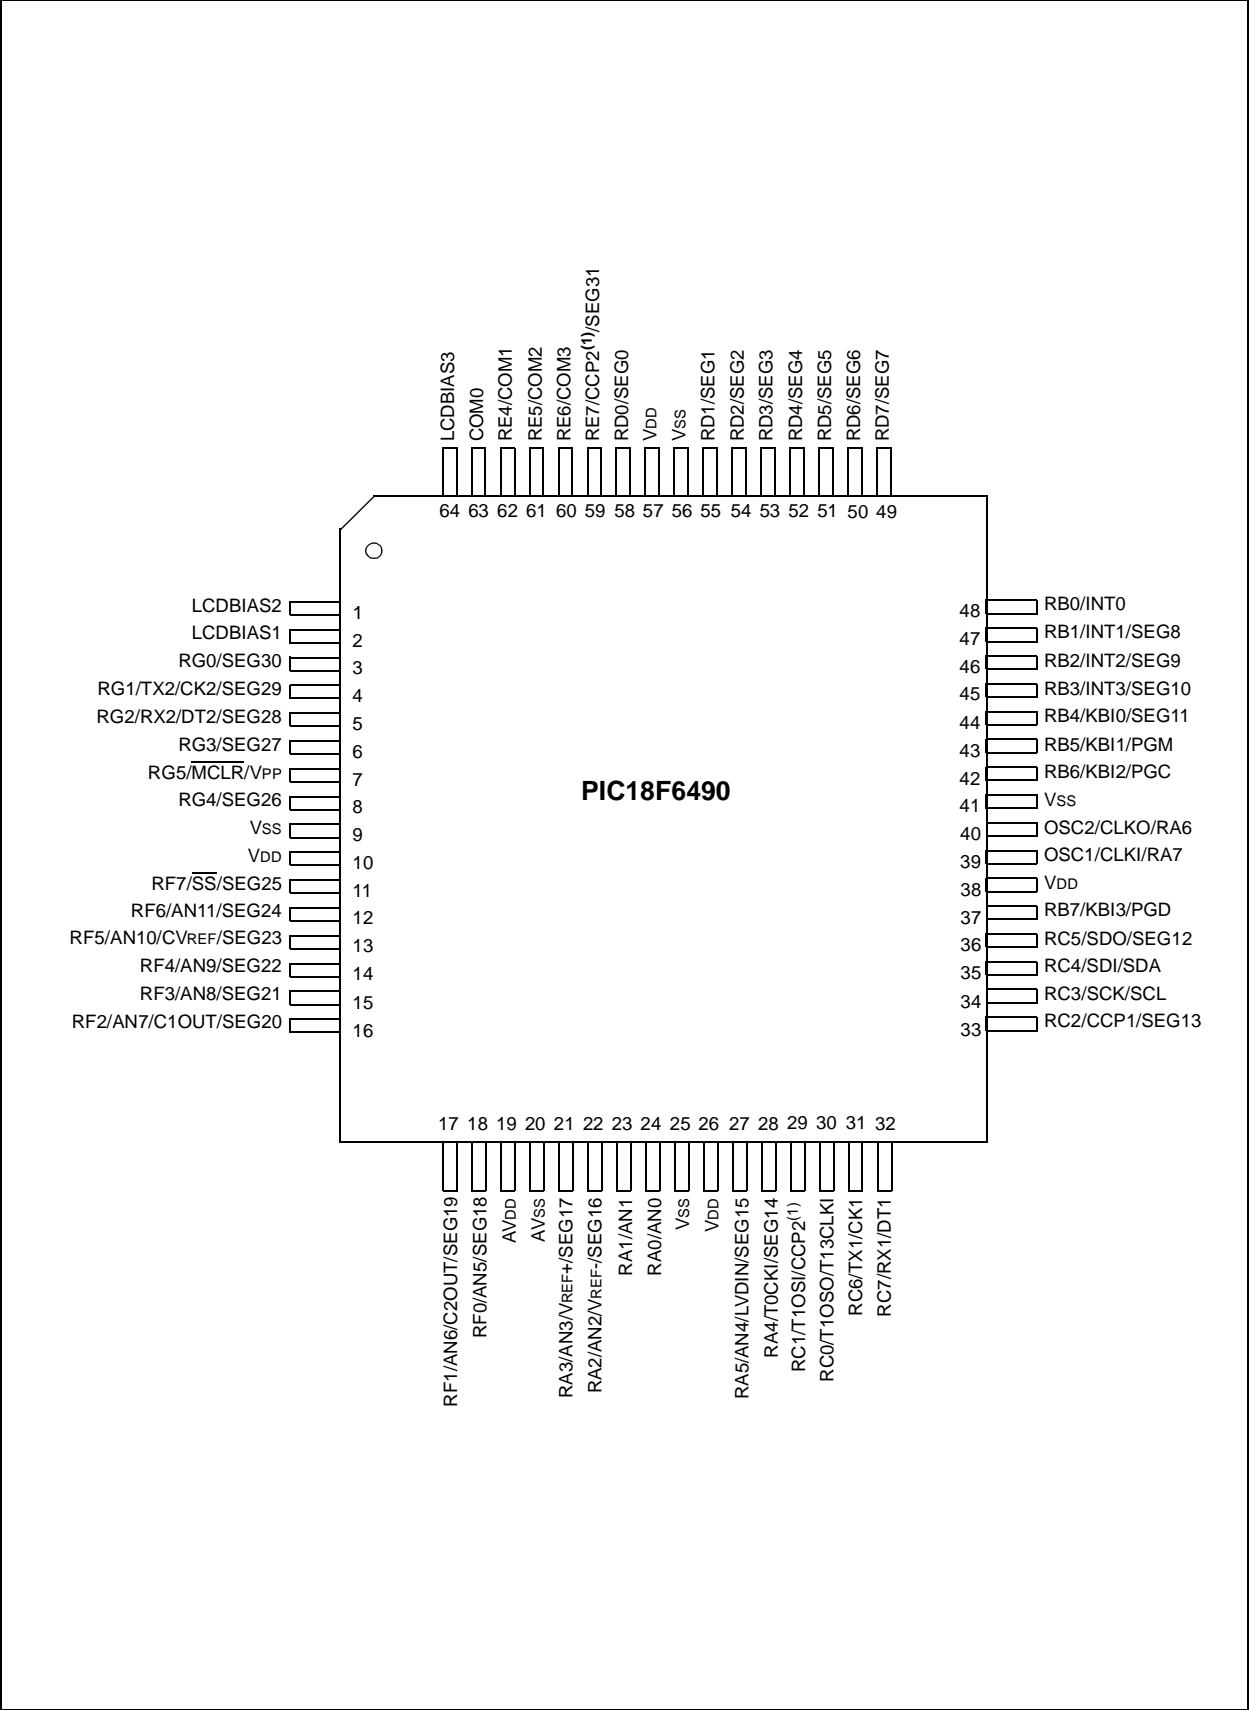 LCDBIAS3
COM0
RE4/COM1
RE5/COM2
RE6/COM3
RE7/CCP2(1)/SEG31
RD0/SEG0
VDD
VSS
RD1/SEG1
RD2/SEG2
RD3/SEG3
RD4/SEG4
RD5/SEG5
RD6/SEG6
RD7/SEG7
64 63 62 61 60 59 58 57 56 55 54 53 52 51 50 49
LCDBIAS2 1
LCDBIAS1 2
RG0/SEG30 3
RG1/TX2/CK2/SEG29 4
RG2/RX2/DT2/SEG28 5
RG3/SEG27 6
RG5/MCLR/VPP 7
RG4/SEG26 8
VSS 9
VDD 10
RF7/SS/SEG25 11
RF6/AN11/SEG24 12
RF5/AN10/CVREF/SEG23 13
RF4/AN9/SEG22 14
RF3/AN8/SEG21 15
RF2/AN7/C1OUT/SEG20 16
PIC18F6490
48 RB0/INT0
47 RB1/INT1/SEG8
46 RB2/INT2/SEG9
45 RB3/INT3/SEG10
44 RB4/KBI0/SEG11
43 RB5/KBI1/PGM
42 RB6/KBI2/PGC
41 VSS
40 OSC2/CLKO/RA6
39 OSC1/CLKI/RA7
38 VDD
37 RB7/KBI3/PGD
36 RC5/SDO/SEG12
35 RC4/SDI/SDA
34 RC3/SCK/SCL
33 RC2/CCP1/SEG13
17 18 19 20 21 22 23 24 25 26 27 28 29 30 31 32
RF1/AN6/C2OUT/SEG19
RF0/AN5/SEG18
AVDD
AVSS
RA3/AN3/VREF+/SEG17
RA2/AN2/VREF-/SEG16
RA1/AN1
RA0/AN0
VSS
VDD
RA5/AN4/LVDIN/SEG15
RA4/T0CKI/SEG14
RC1/T1OSI/CCP2(1)
RC0/T1OSO/T13CLKI
RC6/TX1/CK1
RC7/RX1/DT1